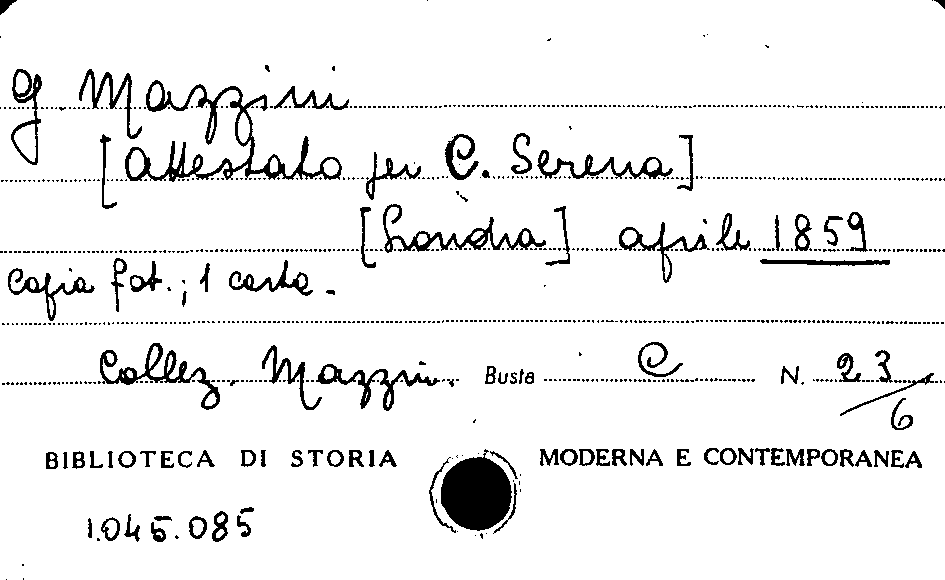 G. Mazzini
[Attestato per C. Serena]
[Londra] aprile 1859
Copia fot.; 1 carta.
Collez. Mazzini. Busta C N. 23/6
BIBLIOTECA DI STORIA MODERNA E CONTEMPORANEA
1.045.085